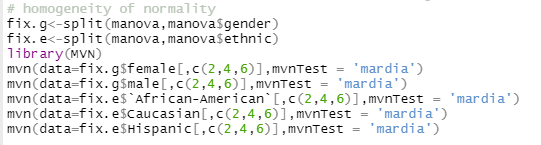 # homogeneity of normality
fix.g<-split(manova,manova$gender)
fix.e<-split(manova,manova$ethnic)
library(MVN)
mvn(data=fix.g$female[,c(2,4,6)],mvnTest = 'mardia')
mvn(data=fix.g$male[,c(2,4,6)],mvnTest = 'mardia')
mvn(data=fix.e$`African-American`[,c(2,4,6)],mvnTest = 'mardia')
mvn(data=fix.e$Caucasian[,c(2,4,6)],mvnTest = 'mardia')
mvn(data=fix.e$Hispanic[,c(2,4,6)],mvnTest = 'mardia')